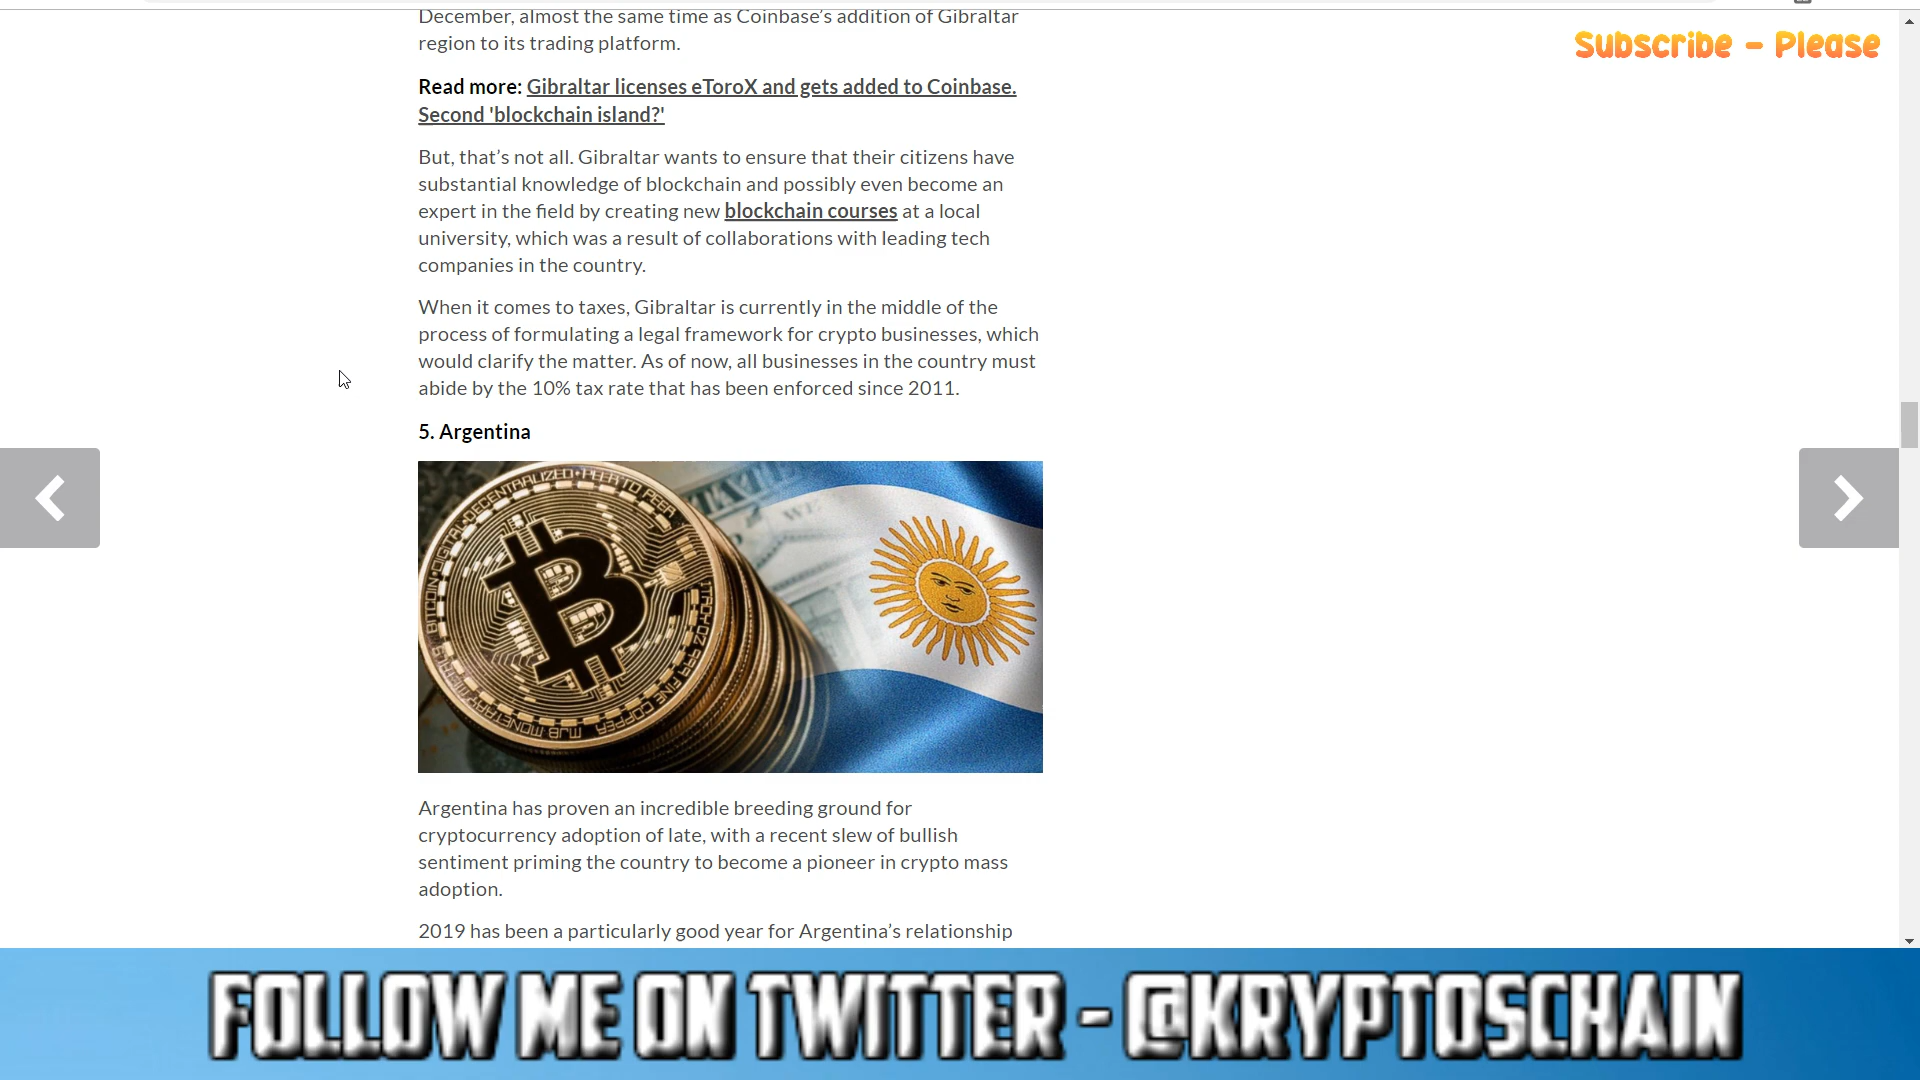 December, almost the same time as Coinbase's addition of Gibraltar
region to its trading platform.
Subscribe - Please
Read more: Gibraltar licenses eToroX and gets added to Coinbase.
Second 'blockchain island?'
But, that's not all. Gibraltar wants to ensure that their citizens have
substantial knowledge of blockchain and possibly even become an
expert in the field by creating new blockchain courses at a local
university, which was a result of collaborations with leading tech
companies in the country.
When it comes to taxes, Gibraltar is currently in the middle of the
process of formulating a legal framework for crypto businesses, which
would clarify the matter. As of now, all businesses in the country must
abide by the 10% tax rate that has been enforced since 2011.
5. Argentina
BITCOIN•DIGITAL•DECENTRALIZED•PEER TO PEER
WE
Argentina has proven an incredible breeding ground for
cryptocurrency adoption of late, with a recent slew of bullish
sentiment priming the country to become a pioneer in crypto mass
adoption.
2019 has been a particularly good year for Argentina's relationship
FOLLOW ME ON TWITTER - @KRYPTOSCHAIN